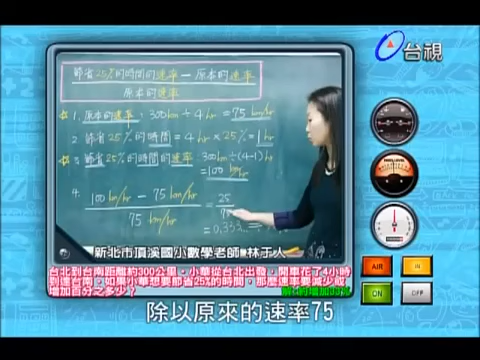 台視
節省25%的時間的速率 - 原本的速率
原本的速率
1. 原本的速率 = 300km ÷ 4hr = 75 km/hr
2. 節省25%的時間 = 4hr × 25% = 1hr
3. 節省25%的時間的速率 300km ÷ (4-1)hr
= 100 km/hr
4. 100 km/hr - 75 km/hr
75 km/hr
= 25
= 0.333
新北市頂溪國小數學老師 林于人
台北到台南距離約300公里，小華從台北出發，開車花了4小時
到達台南，如果小華想要節省25%的時間，那麼速率要減少或
增加百分之多少？
除以原來的速率75
AIR
IN
ON
OFF